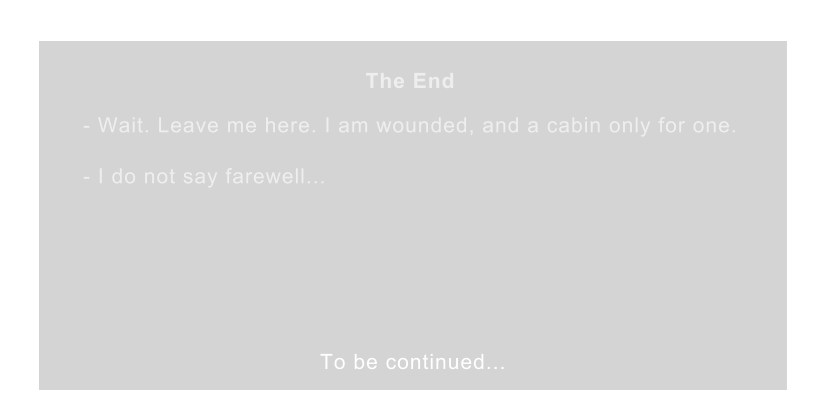 The End
- Wait. Leave me here. I am wounded, and a cabin only for one.
- I do not say farewell...
To be continued...